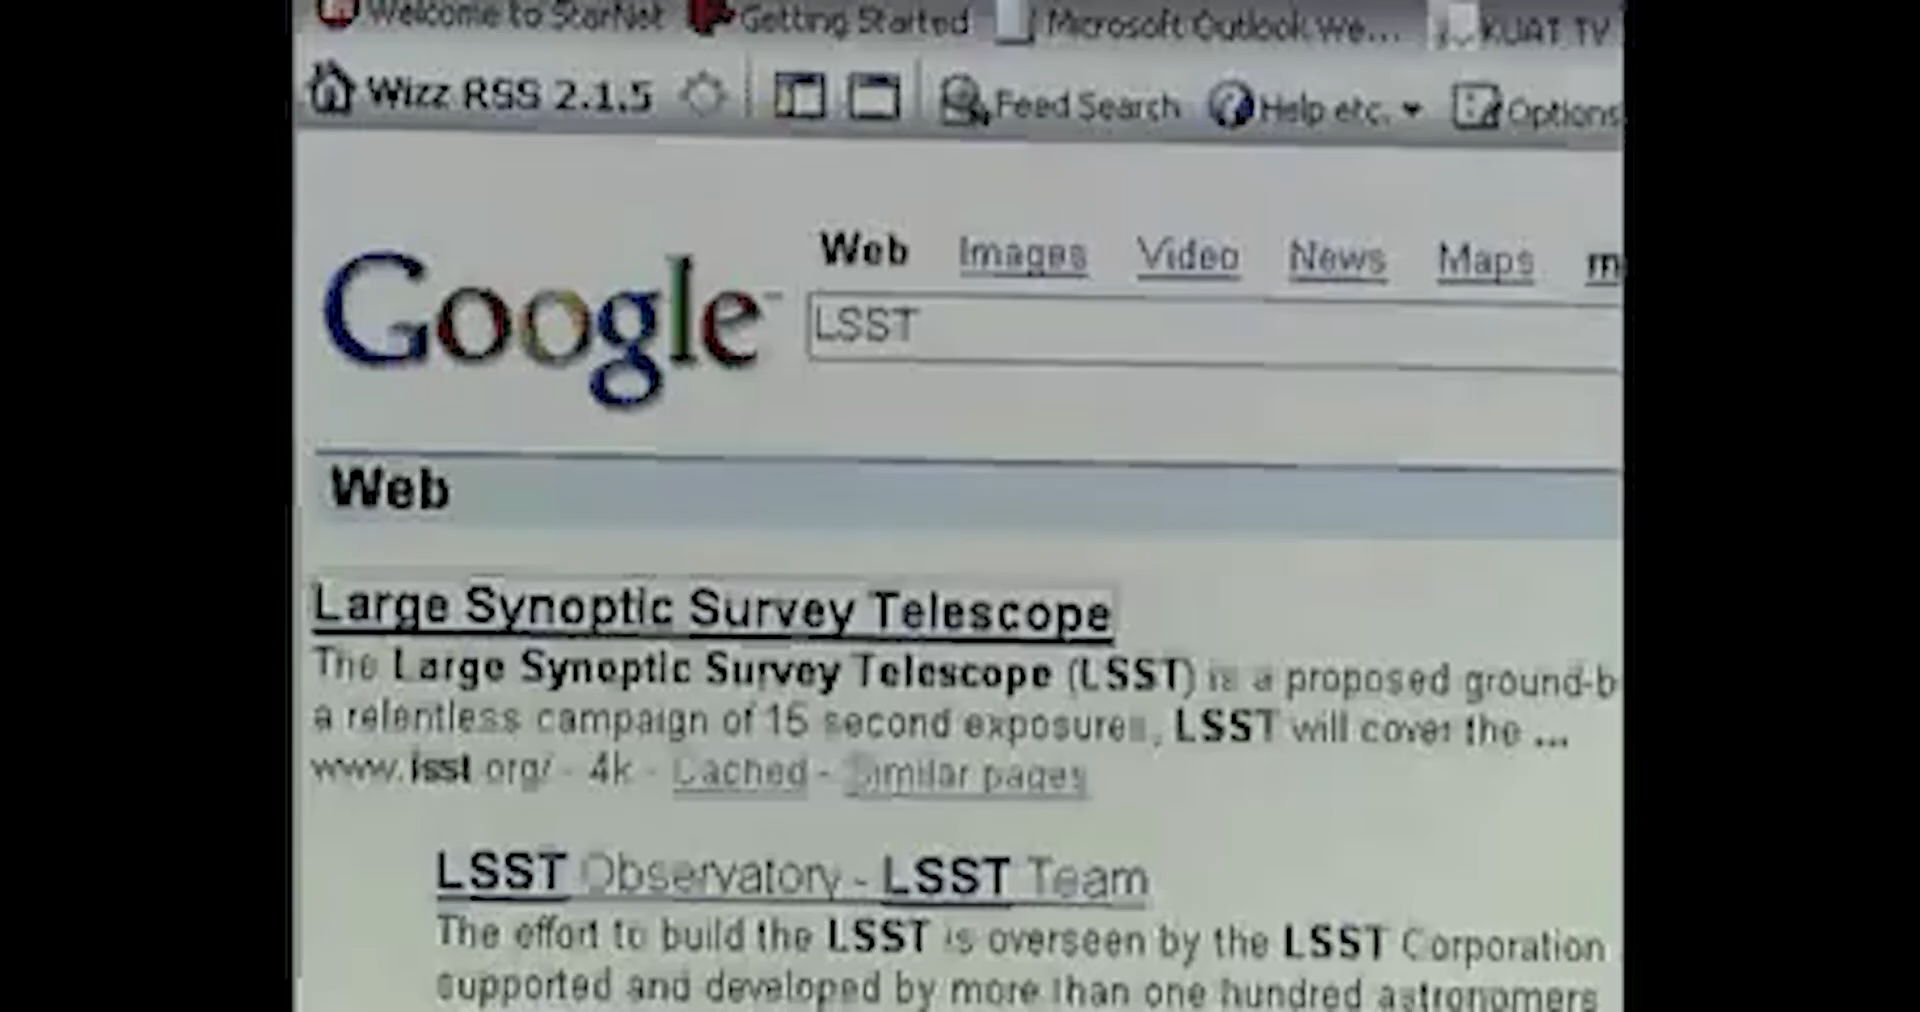 Welcome to StarNet Getting Started Microsoft Outlook We... KUAT TV
Wizz RSS 2.1.5 Feed Search Help etc. Options
Google
Web Images Video News Maps m
LSST
Web
Large Synoptic Survey Telescope
The Large Synoptic Survey Telescope (LSST) is a proposed ground-b
a relentless campaign of 15 second exposures, LSST will cover the ...
www.lsst.org/ - 4k - Cached - Similar pages
LSST Observatory - LSST Team
The effort to build the LSST is overseen by the LSST Corporation
supported and developed by more than one hundred astronomers